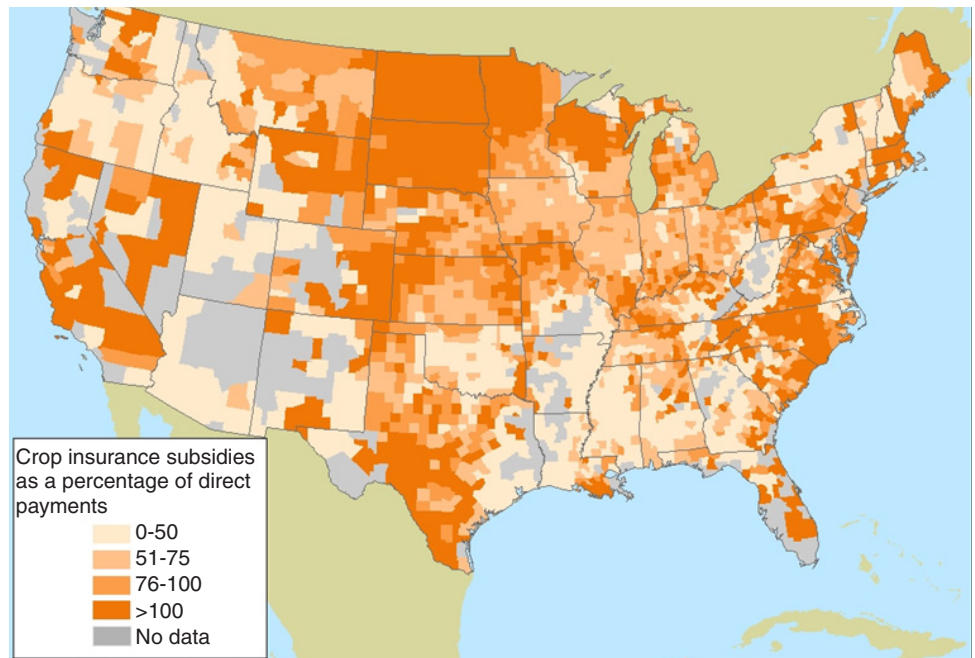 Crop insurance subsidies
as a percentage of direct
payments
0-50
51-75
76-100
>100
No data